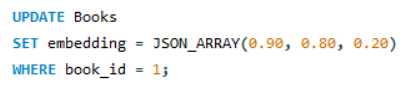 UPDATE Books
SET embedding = JSON_ARRAY(0.90, 0.80, 0.20)
WHERE book_id = 1;